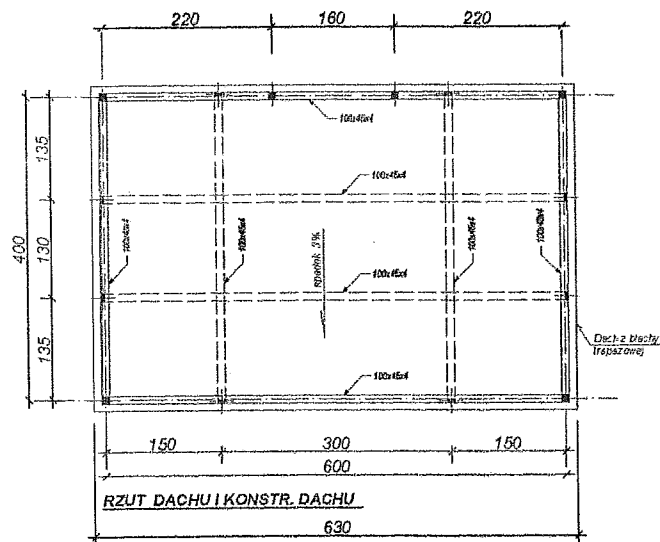 220 160 220
100x45x4
135
100x45x4
400 130
100x45x4
100x45x4
spadek 3%
100x45x4
100x45x4
100x45x4
Dach z blachy
trapezowej
135
100x45x4
150 300 150
600
RZUT DACHU I KONSTR. DACHU
630